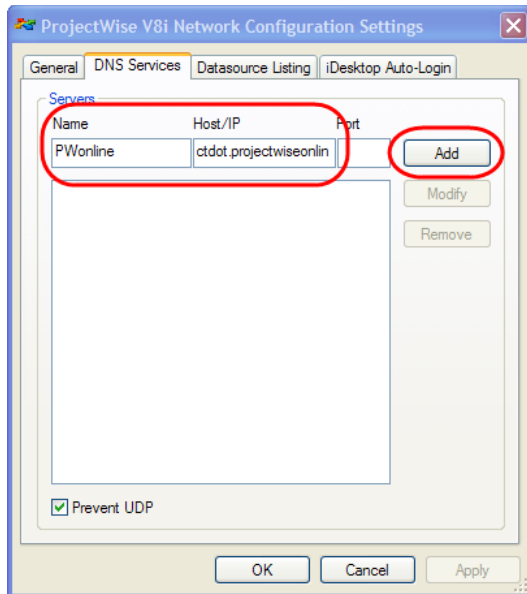 ProjectWise V8i Network Configuration Settings
General DNS Services Datasource Listing iDesktop Auto-Login
Servers
Name Host/IP Port
PWonline ctdot.projectwiseonlin Add
Modify
Remove
Prevent UDP
OK Cancel Apply